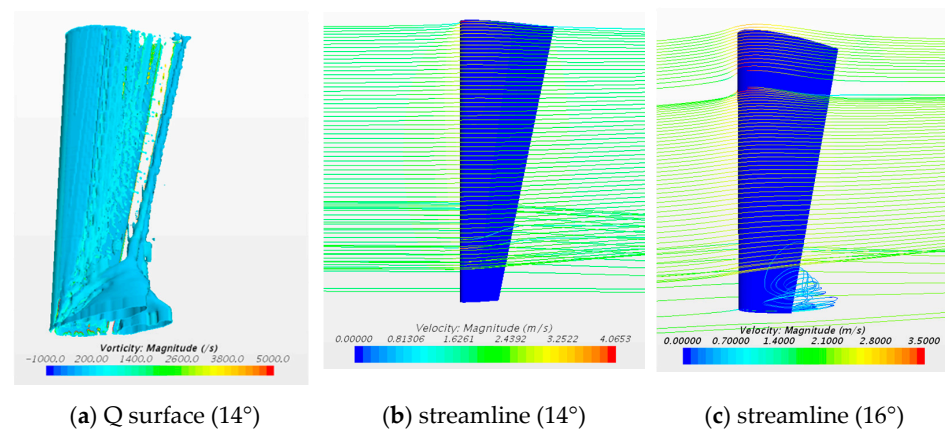 Vorticity: Magnitude (/s)
−1000.0 200.00 1400.0 2600.0 3800.0 5000.0
Velocity: Magnitude (m/s)
0.00000 0.81306 1.6261 2.4392 3.2522 4.0653
Velocity: Magnitude (m/s)
0.00000 0.70000 1.4000 2.1000 2.8000 3.5000
(a) Q surface (14°)
(b) streamline (14°)
(c) streamline (16°)